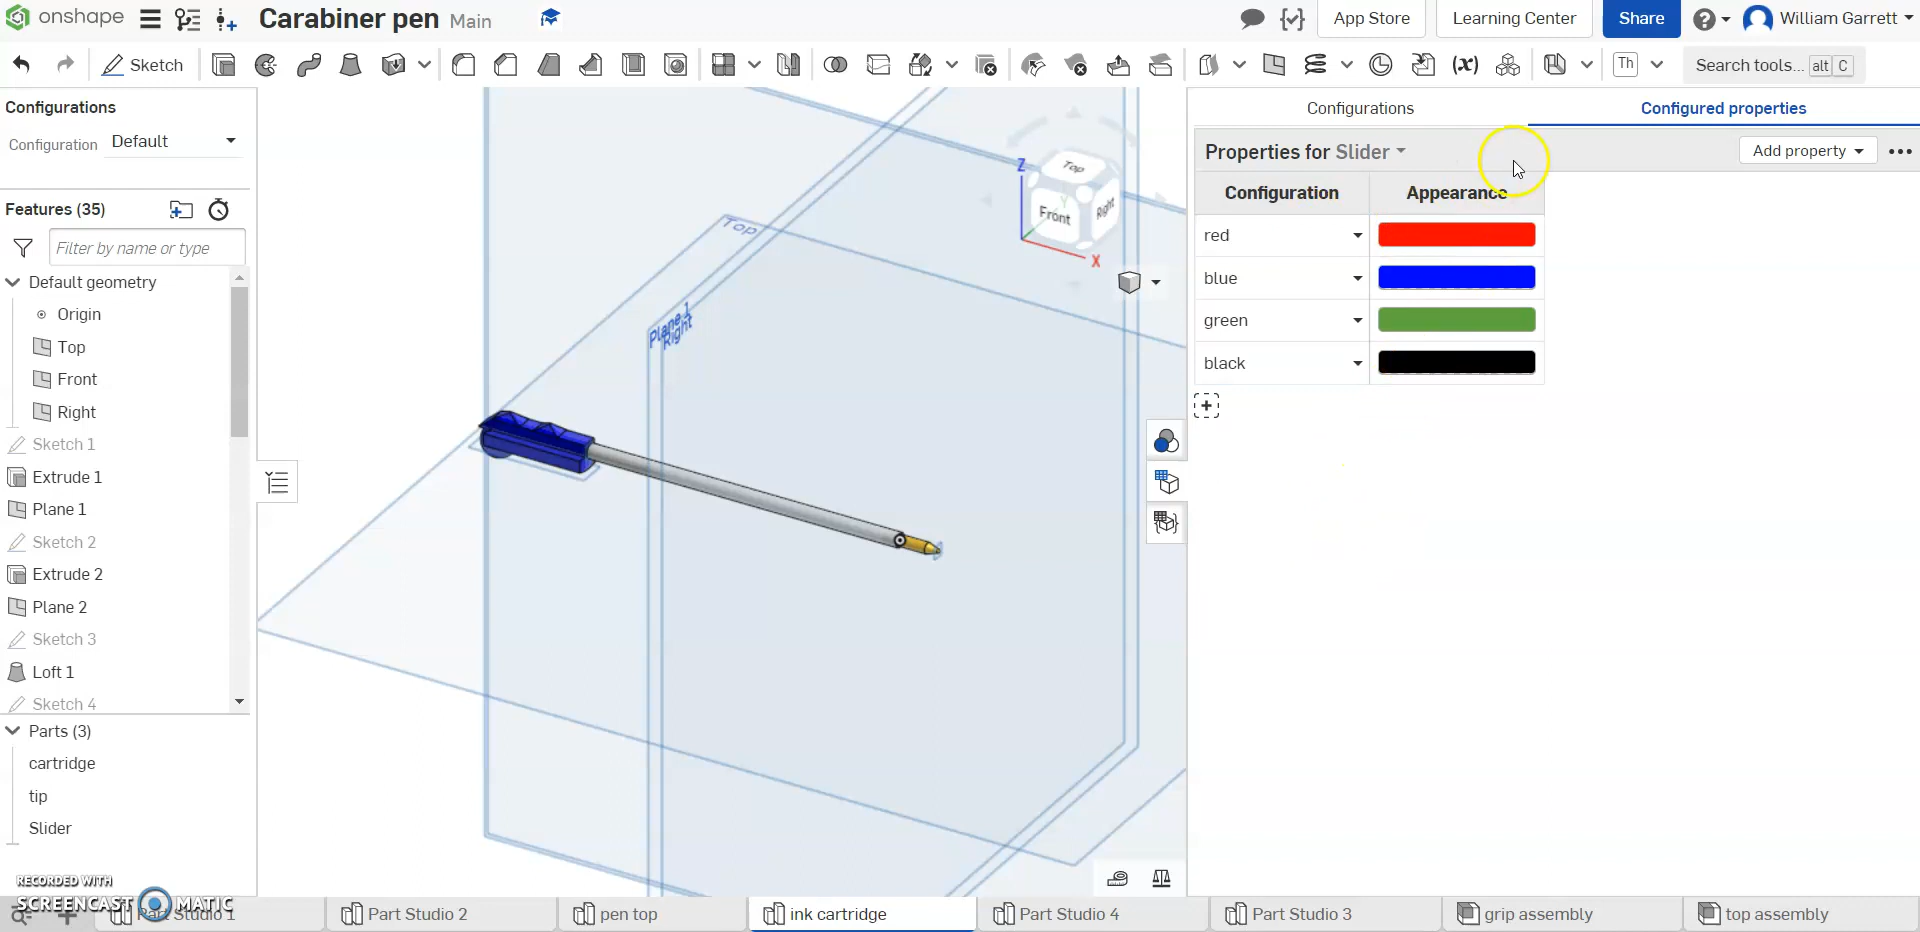 onshape
Carabiner pen Main
App Store
Learning Center
Share
William Garrett
Sketch
Th
Search tools... alt C
Configurations
Configuration Default
Features (35)
Filter by name or type
Default geometry
Origin
Top
Front
Right
Sketch 1
Extrude 1
Plane 1
Sketch 2
Extrude 2
Plane 2
Sketch 3
Loft 1
Sketch 4
Parts (3)
cartridge
tip
Slider
Top
Plane 1
Right
Z
Top
Front
Right
Y
X
Configurations
Configured properties
Properties for Slider
Add property
Configuration Appearance
red
blue
green
black
RECORDED WITH
SCREENCAST MATIC
Part Studio 1
Part Studio 2
pen top
ink cartridge
Part Studio 4
Part Studio 3
grip assembly
top assembly